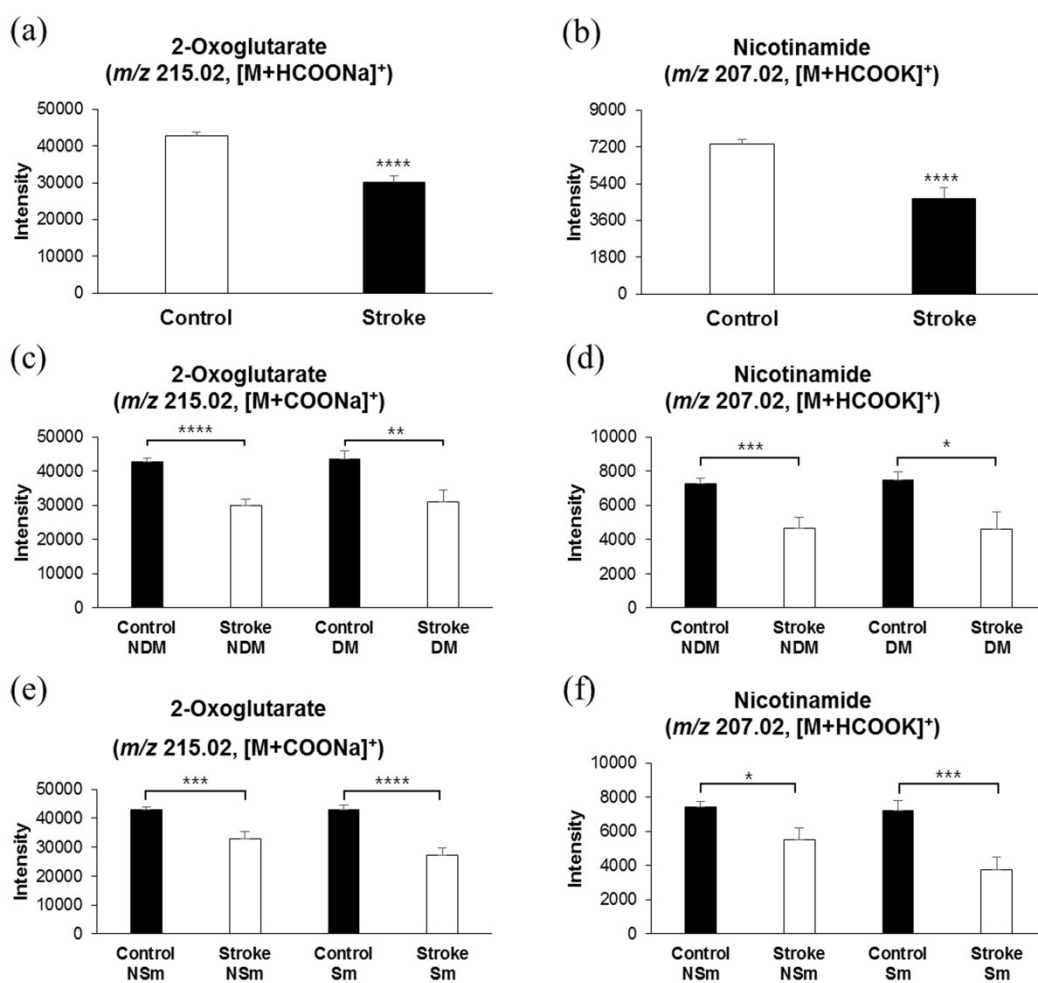 (a)
2-Oxoglutarate
(m/z 215.02, [M+HCOONa]⁺)
50000
40000
30000
20000
10000
0
Intensity
****
Control Stroke
(b)
Nicotinamide
(m/z 207.02, [M+HCOOK]⁺)
9000
7200
5400
3600
1800
0
Intensity
****
Control Stroke
(c)
2-Oxoglutarate
(m/z 215.02, [M+COONa]⁺)
50000
40000
30000
20000
10000
0
Intensity
**** **
Control Stroke Control Stroke
NDM NDM DM DM
(d)
Nicotinamide
(m/z 207.02, [M+HCOOK]⁺)
10000
8000
6000
4000
2000
0
Intensity
*** *
Control Stroke Control Stroke
NDM NDM DM DM
(e)
2-Oxoglutarate
(m/z 215.02, [M+COONa]⁺)
50000
40000
30000
20000
10000
0
Intensity
*** ****
Control Stroke Control Stroke
NSm NSm Sm Sm
(f)
Nicotinamide
(m/z 207.02, [M+HCOOK]⁺)
10000
8000
6000
4000
2000
0
Intensity
* ***
Control Stroke Control Stroke
NSm NSm Sm Sm